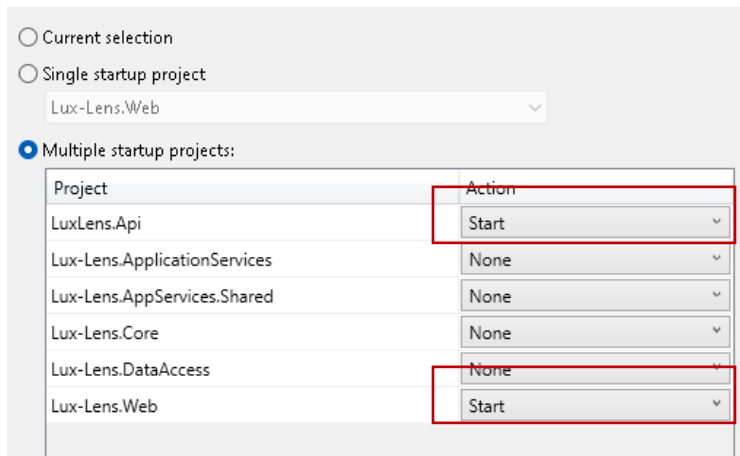 Current selection
Single startup project
Lux-Lens.Web
Multiple startup projects:
Project Action
LuxLens.Api Start
Lux-Lens.ApplicationServices None
Lux-Lens.AppServices.Shared None
Lux-Lens.Core None
Lux-Lens.DataAccess None
Lux-Lens.Web Start